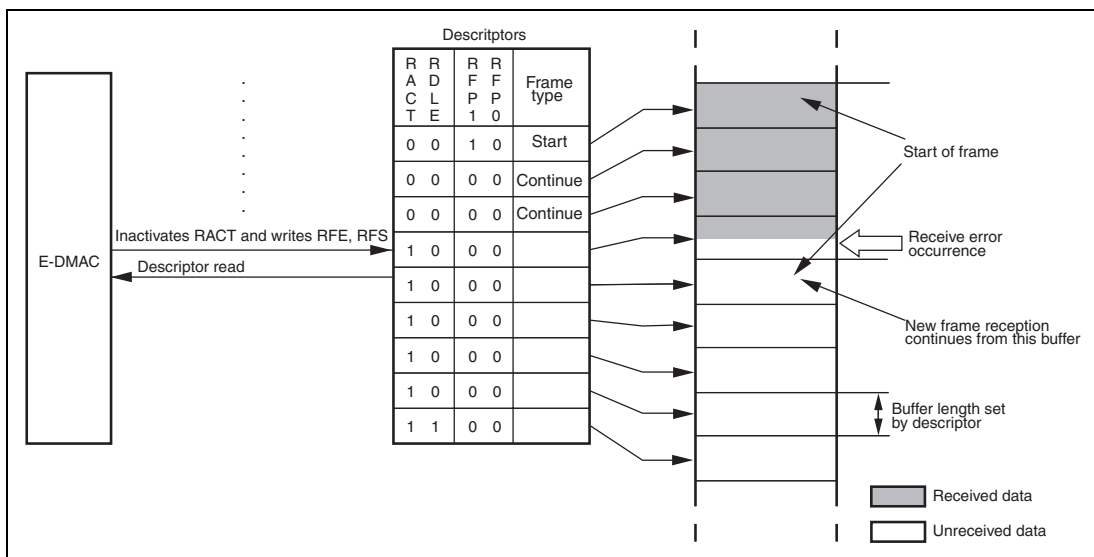 Descritptors
R A C T
R D L E
R F P 1
R F P 0
Frame
type
0 0 1 0 Start
0 0 0 0 Continue
0 0 0 0 Continue
1 0 0 0
1 0 0 0
1 0 0 0
1 0 0 0
1 0 0 0
1 1 0 0
E-DMAC
Inactivates RACT and writes RFE, RFS
Descriptor read
Start of frame
Receive error
occurrence
New frame reception
continues from this buffer
Buffer length set
by descriptor
Received data
Unreceived data